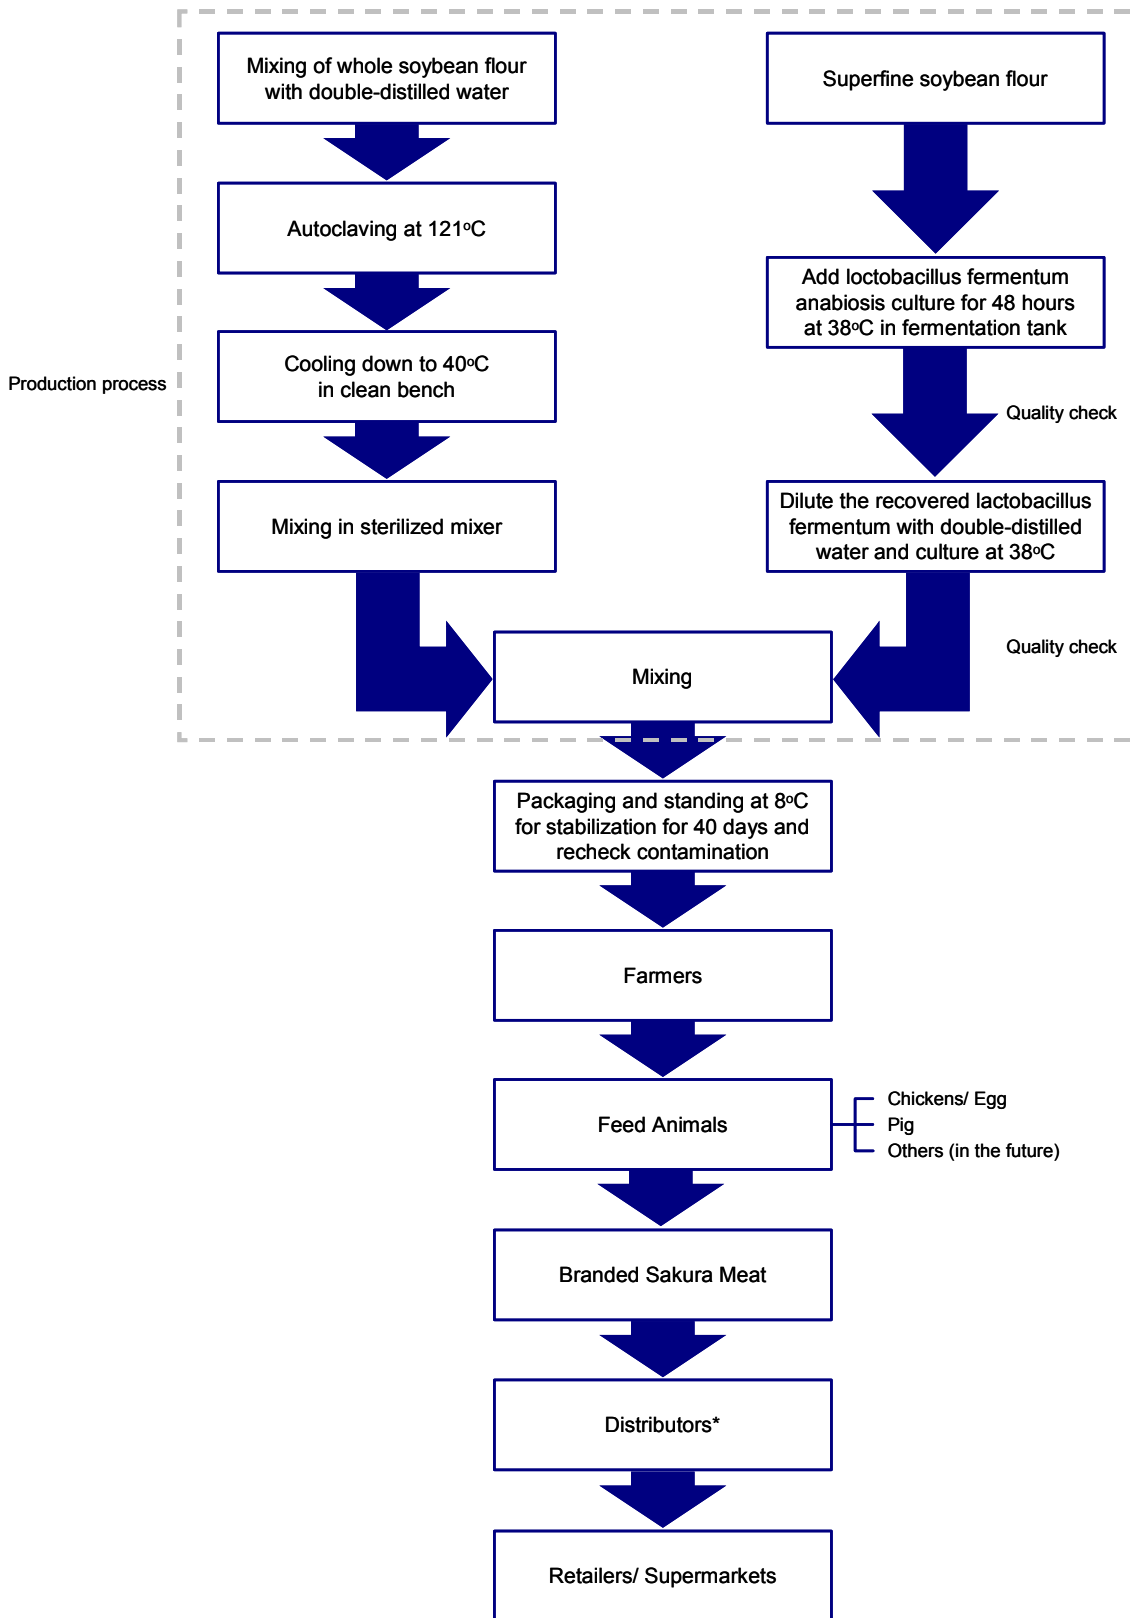 Mixing of whole soybean flour
with double-distilled water
Superfine soybean flour
Autoclaving at 121ºC
Add loctobacillus fermentum
anabiosis culture for 48 hours
at 38ºC in fermentation tank
Cooling down to 40ºC
in clean bench
Production process
Quality check
Mixing in sterilized mixer
Dilute the recovered lactobacillus
fermentum with double-distilled
water and culture at 38ºC
Quality check
Mixing
Packaging and standing at 8ºC
for stabilization for 40 days and
recheck contamination
Farmers
Feed Animals
Chickens/ Egg
Pig
Others (in the future)
Branded Sakura Meat
Distributors*
Retailers/ Supermarkets